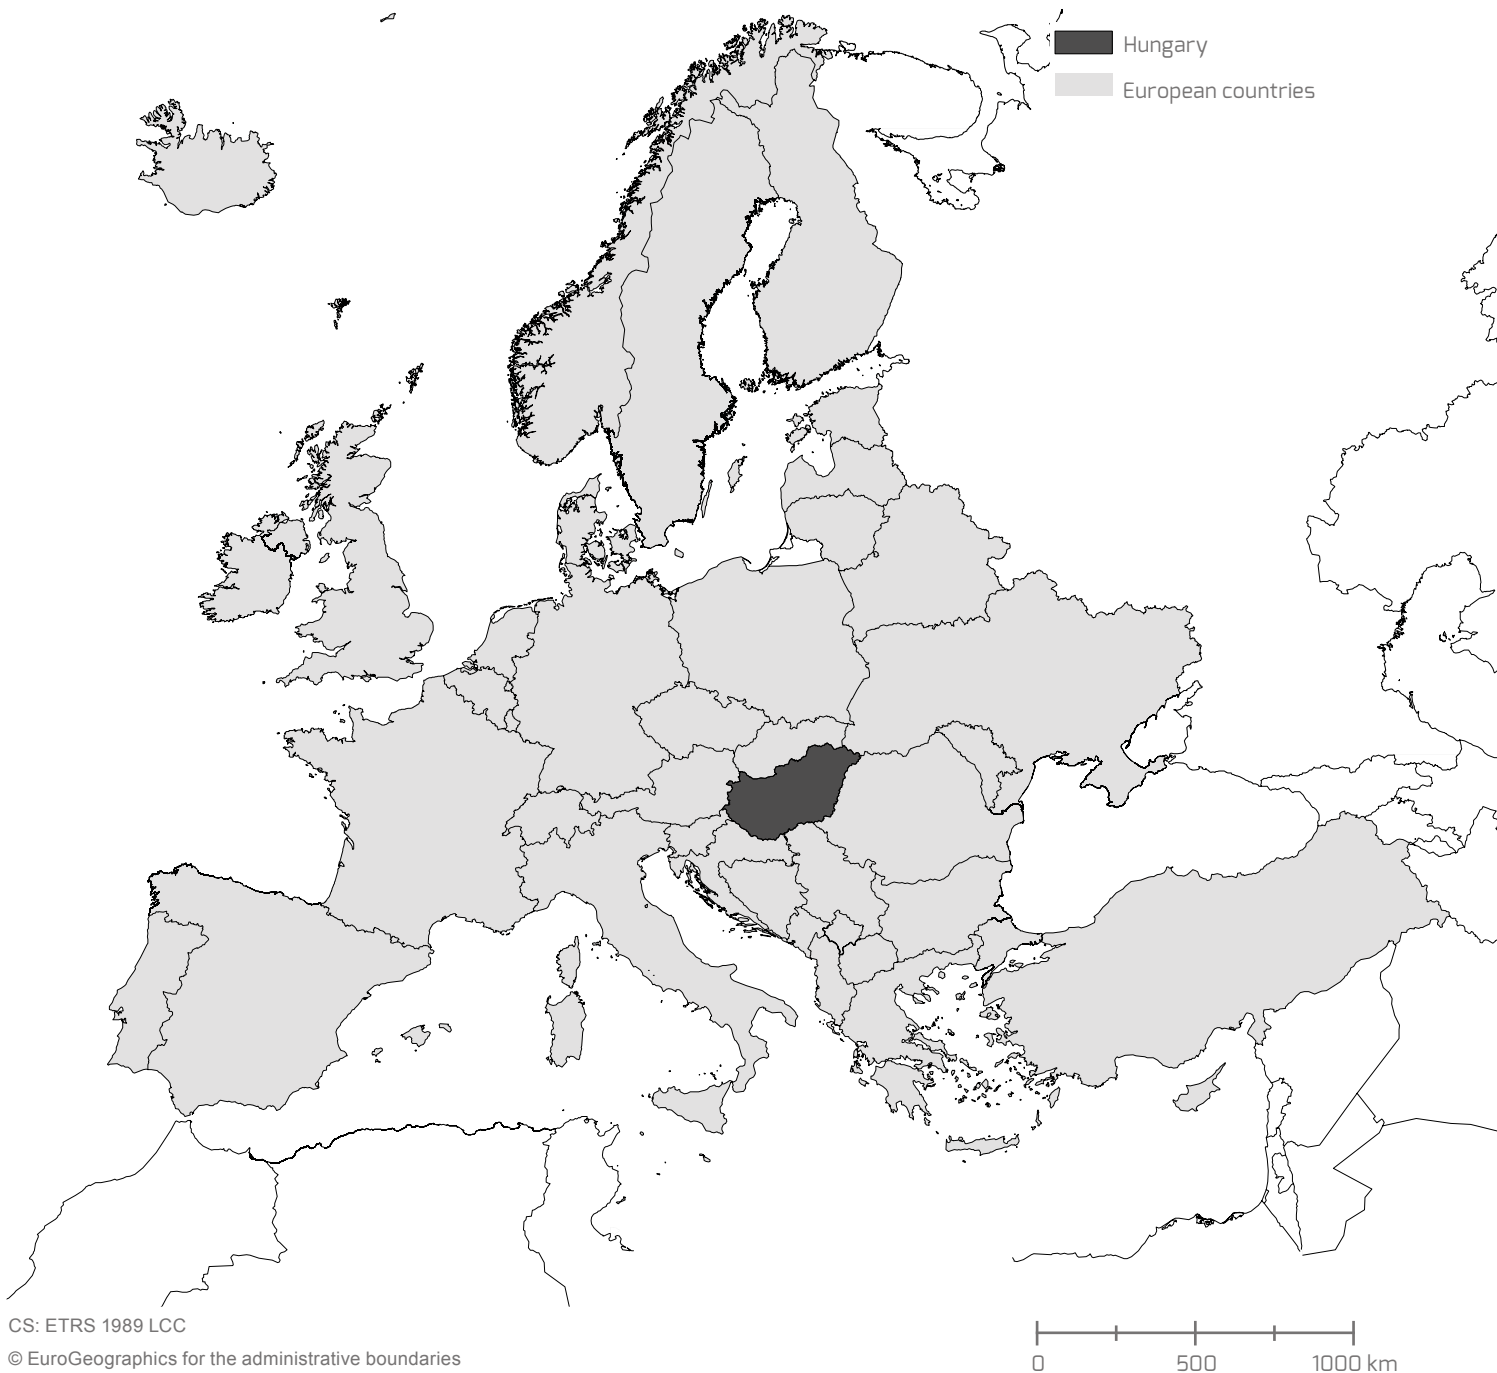 Hungary
European countries
CS: ETRS 1989 LCC
© EuroGeographics for the administrative boundaries
0 500 1000 km